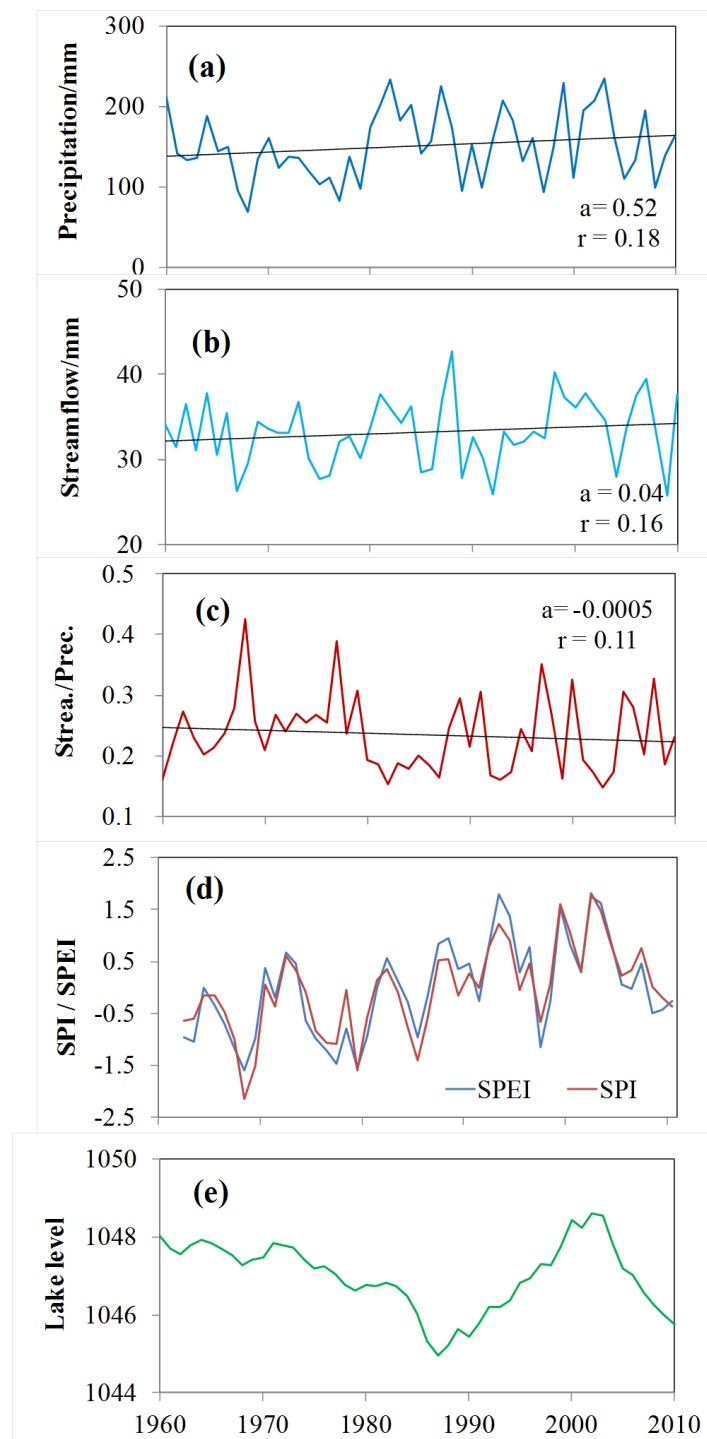 Precipitation/mm
300
200
100
0
(a)
a= 0.52
r = 0.18
Streamflow/mm
50
40
30
20
(b)
a = 0.04
r = 0.16
Strea./Prec.
0.5
0.4
0.3
0.2
0.1
(c)
a= -0.0005
r = 0.11
SPI / SPEI
2.5
1.5
0.5
-0.5
-1.5
-2.5
(d)
SPEI
SPI
Lake level
1050
1048
1046
1044
(e)
1960 1970 1980 1990 2000 2010